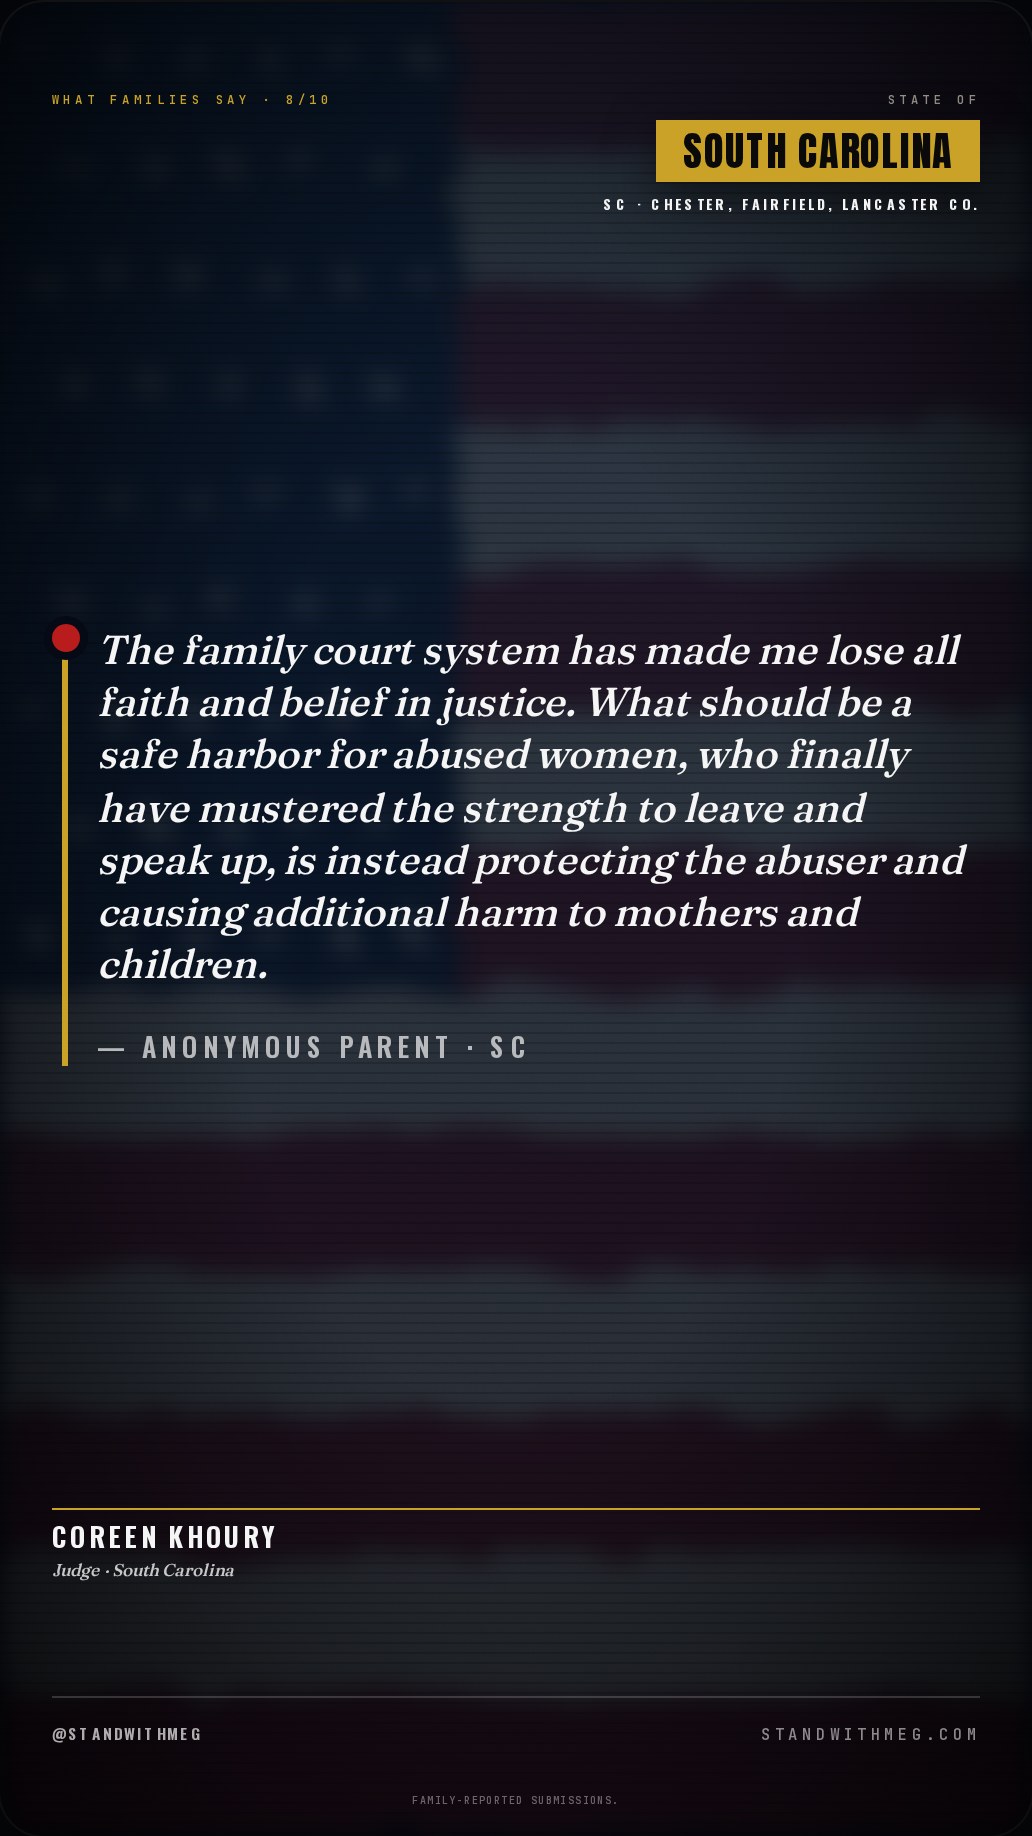 WHAT FAMILIES SAY · 8/10
STATE OF
SOUTH CAROLINA
SC · CHESTER, FAIRFIELD, LANCASTER CO.
The family court system has made me lose all
faith and belief in justice. What should be a
safe harbor for abused women, who finally
have mustered the strength to leave and
speak up, is instead protecting the abuser and
causing additional harm to mothers and
children.
— ANONYMOUS PARENT · SC
COREEN KHOURY
Judge · South Carolina
@STANDWITHMEG
STANDWITHMEG.COM
FAMILY-REPORTED SUBMISSIONS.